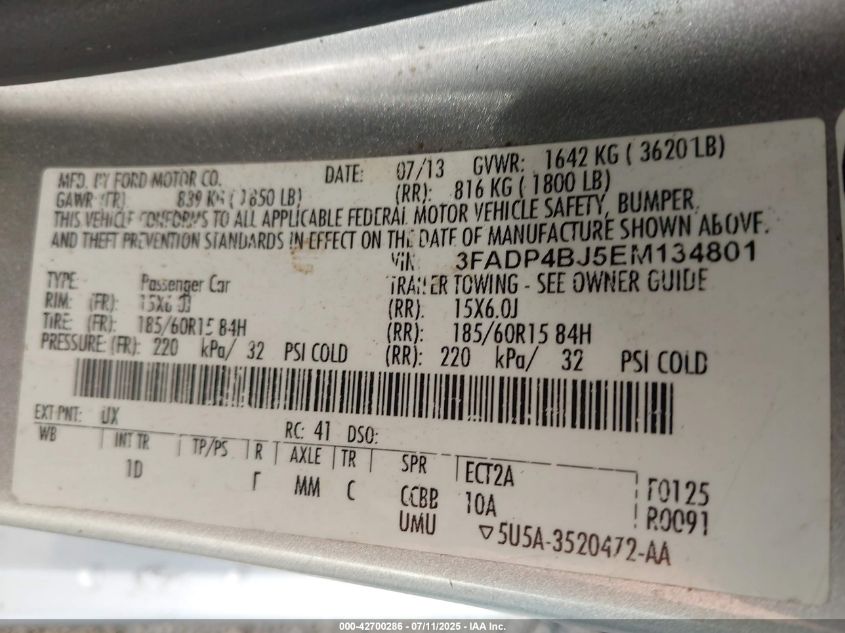 MFD. BY FORD MOTOR CO. DATE: 07/13 GVWR: 1642 KG ( 3620 LB)
GAWR (FR): 839 KG ( 1850 LB) (RR): 816 KG ( 1800 LB)
THIS VEHICLE CONFORMS TO ALL APPLICABLE FEDERAL MOTOR VEHICLE SAFETY, BUMPER,
AND THEFT PREVENTION STANDARDS IN EFFECT ON THE DATE OF MANUFACTURE SHOWN ABOVE.
VIN: 3FADP4BJ5EM134801
TYPE: Passenger Car TRAILER TOWING - SEE OWNER GUIDE
RIM: (FR): 15X6.0J (RR): 15X6.0J
TIRE: (FR): 185/60R15 84H (RR): 185/60R15 84H
PRESSURE: (FR): 220 kPa/ 32 PSI COLD (RR): 220 kPa/ 32 PSI COLD
EXT PNT: UX RC: 41 DSO:
WB INT TR TP/PS R AXLE TR SPR ECT2A
1D MM C CCBB 10A F0125
UMU R0091
5U5A-3520472-AA
000-42700286 - 07/11/2025 - IAA Inc.